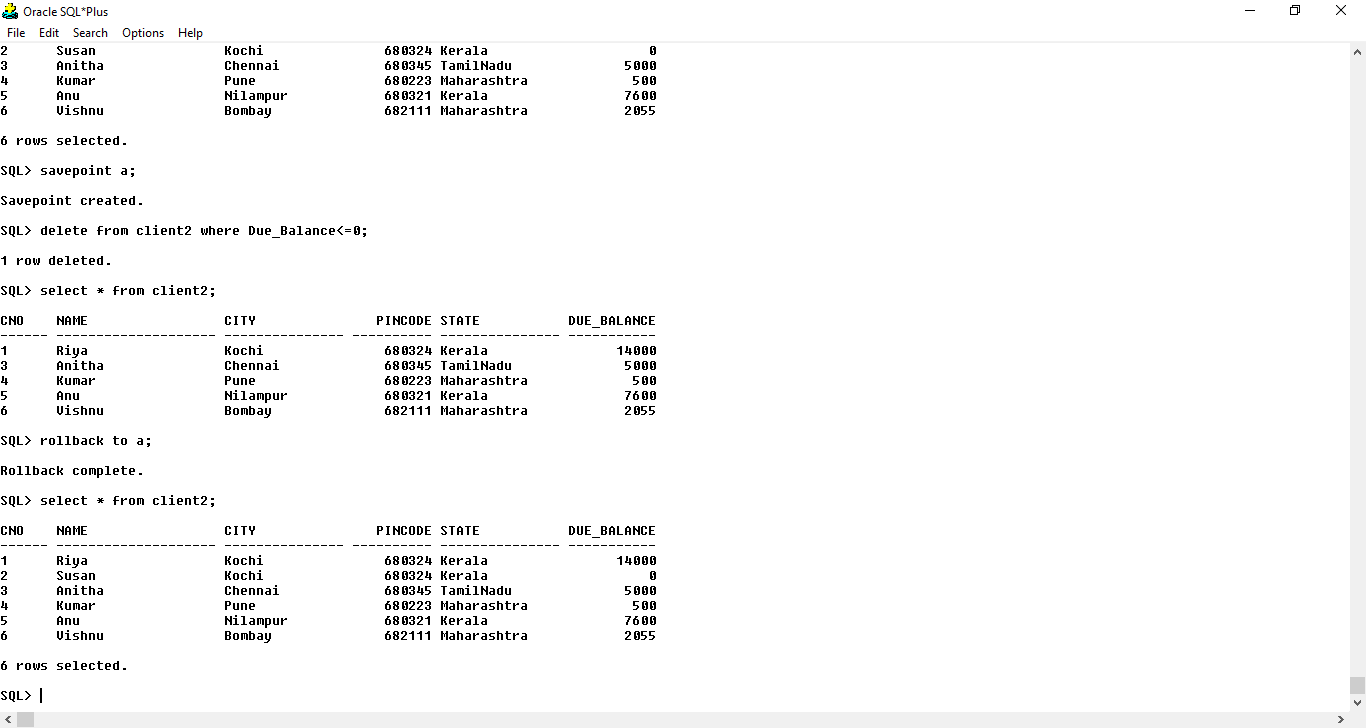 Oracle SQL*Plus
File Edit Search Options Help
2      Susan                Kochi               680324 Kerala                    0
3      Anitha               Chennai             680345 TamilNadu              5000
4      Kumar                Pune                680223 Maharashtra             500
5      Anu                  Nilampur            680321 Kerala                 7600
6      Vishnu               Bombay              682111 Maharashtra            2055
6 rows selected.
SQL> savepoint a;
Savepoint created.
SQL> delete from client2 where Due_Balance<=0;
1 row deleted.
SQL> select * from client2;
CNO    NAME                 CITY               PINCODE STATE           DUE_BALANCE
------ -------------------- --------------- ---------- --------------- -----------
1      Riya                 Kochi               680324 Kerala                14000
3      Anitha               Chennai             680345 TamilNadu              5000
4      Kumar                Pune                680223 Maharashtra             500
5      Anu                  Nilampur            680321 Kerala                 7600
6      Vishnu               Bombay              682111 Maharashtra            2055
SQL> rollback to a;
Rollback complete.
SQL> select * from client2;
CNO    NAME                 CITY               PINCODE STATE           DUE_BALANCE
------ -------------------- --------------- ---------- --------------- -----------
1      Riya                 Kochi               680324 Kerala                14000
2      Susan                Kochi               680324 Kerala                    0
3      Anitha               Chennai             680345 TamilNadu              5000
4      Kumar                Pune                680223 Maharashtra             500
5      Anu                  Nilampur            680321 Kerala                 7600
6      Vishnu               Bombay              682111 Maharashtra            2055
6 rows selected.
SQL>